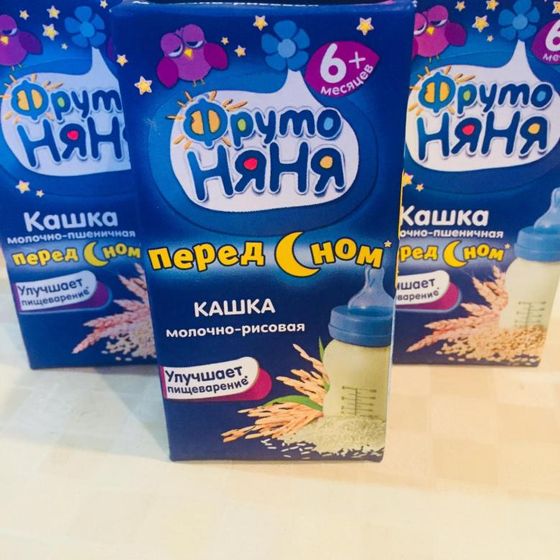 Фруто
НЯНЯ
Кашка
молочно-пшеничная
перед сном
Улучшает
пищеварение*
6+
месяцев
Фруто
НЯНЯ
перед сном*
КАШКА
молочно-рисовая
Улучшает
пищеварение*
6
м
Фруто
НЯНЯ
Кашка
молочно-пшеничная
перед сном*
Улучшает
пищеварение*